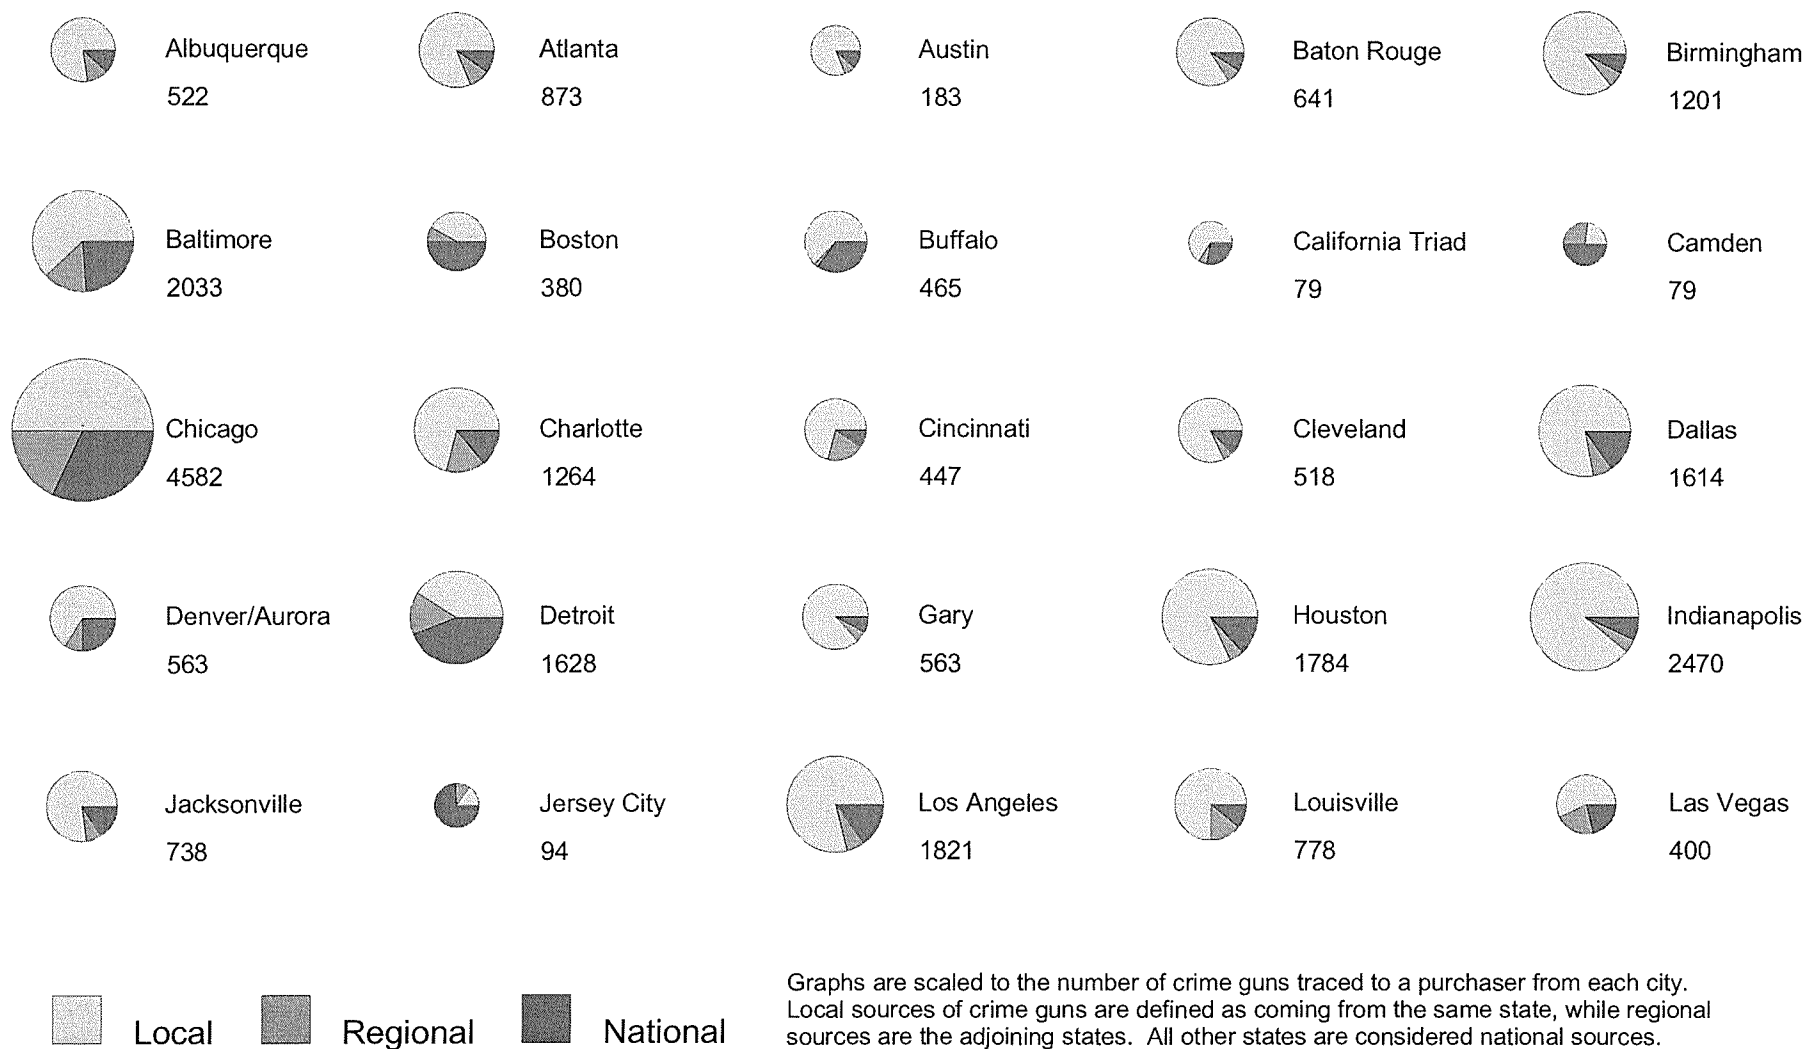 Albuquerque
522
Atlanta
873
Austin
183
Baton Rouge
641
Birmingham
1201
Baltimore
2033
Boston
380
Buffalo
465
California Triad
79
Camden
79
Chicago
4582
Charlotte
1264
Cincinnati
447
Cleveland
518
Dallas
1614
Denver/Aurora
563
Detroit
1628
Gary
563
Houston
1784
Indianapolis
2470
Jacksonville
738
Jersey City
94
Los Angeles
1821
Louisville
778
Las Vegas
400
Local
Regional
National
Graphs are scaled to the number of crime guns traced to a purchaser from each city.
Local sources of crime guns are defined as coming from the same state, while regional
sources are the adjoining states.  All other states are considered national sources.